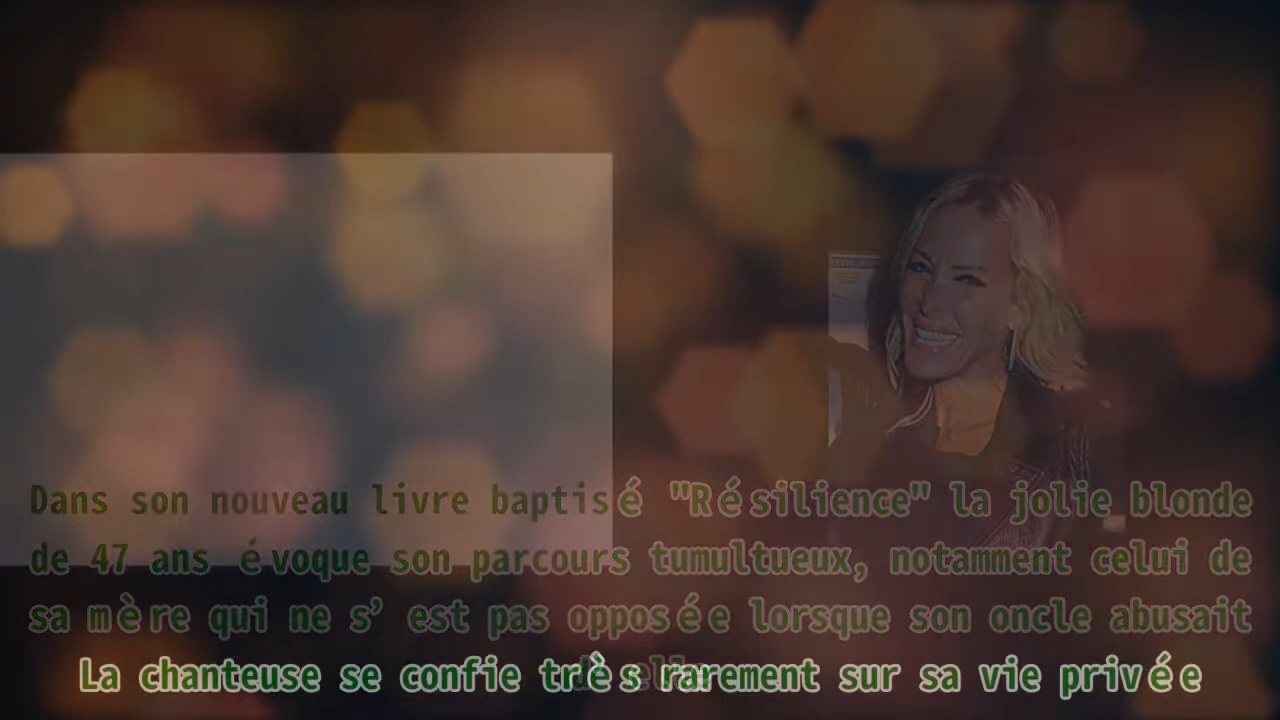 Dans son nouveau livre baptisé "Résilience" la jolie blonde
de 47 ans évoque son parcours tumultueux, notamment celui de
sa mère qui ne s’ est pas opposée lorsque son oncle abusait
La chanteuse se confie très rarement sur sa vie privée